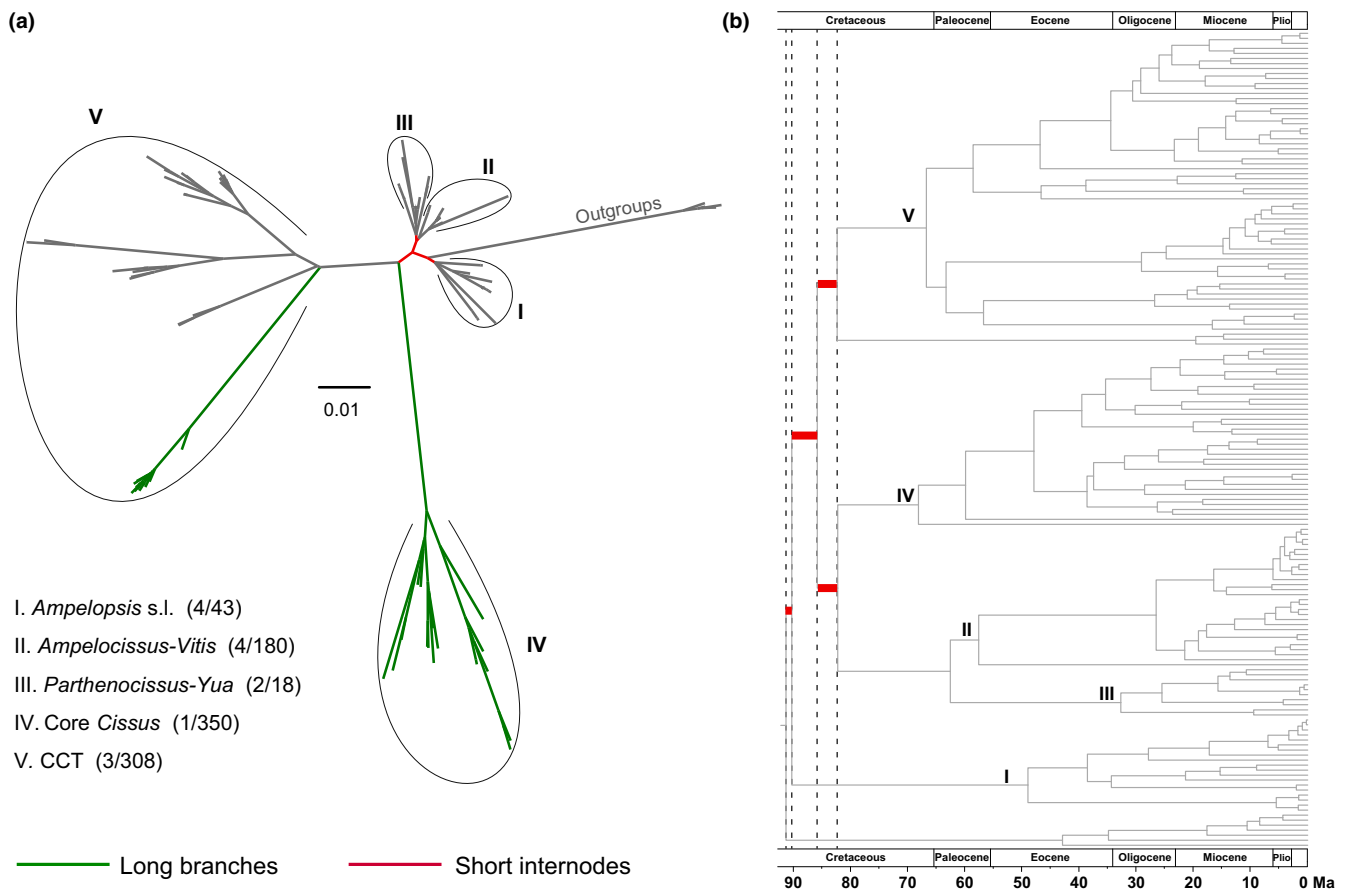 (a)
V
III
II
Outgroups
I
0.01
IV
I. Ampelopsis s.l. (4/43)
II. Ampelocissus-Vitis (4/180)
III. Parthenocissus-Yua (2/18)
IV. Core Cissus (1/350)
V. CCT (3/308)
Long branches
Short internodes
(b)
Cretaceous Paleocene Eocene Oligocene Miocene Plio
V
IV
II
III
I
Cretaceous Paleocene Eocene Oligocene Miocene Plio
90 80 70 60 50 40 30 20 10 0 Ma